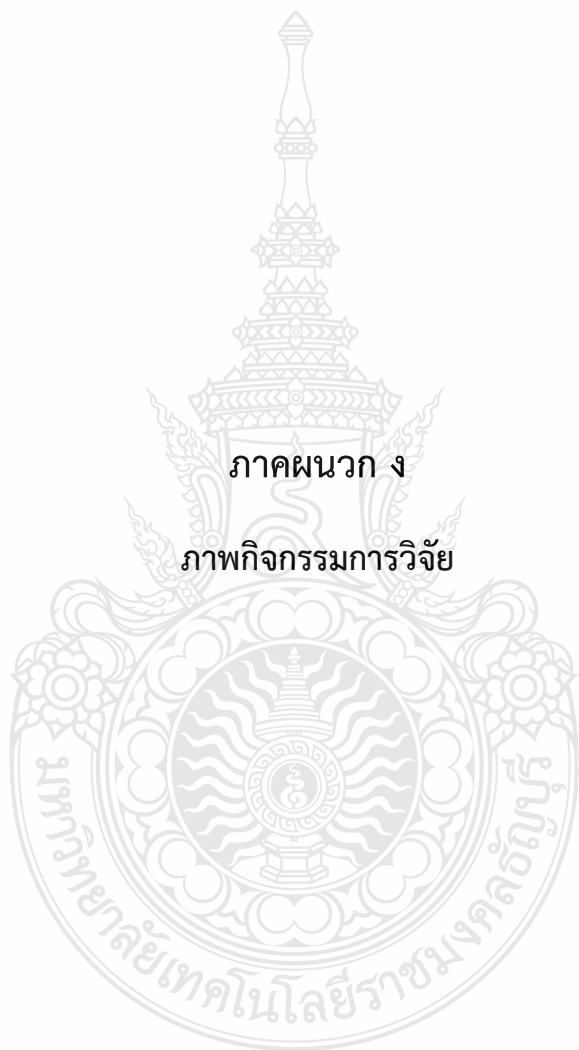 ภาคผนวก ง
ภาพกิจกรรมการวิจัย
มหาวิทยาลัยเทคโนโลยีราชมงคลธัญบุรี